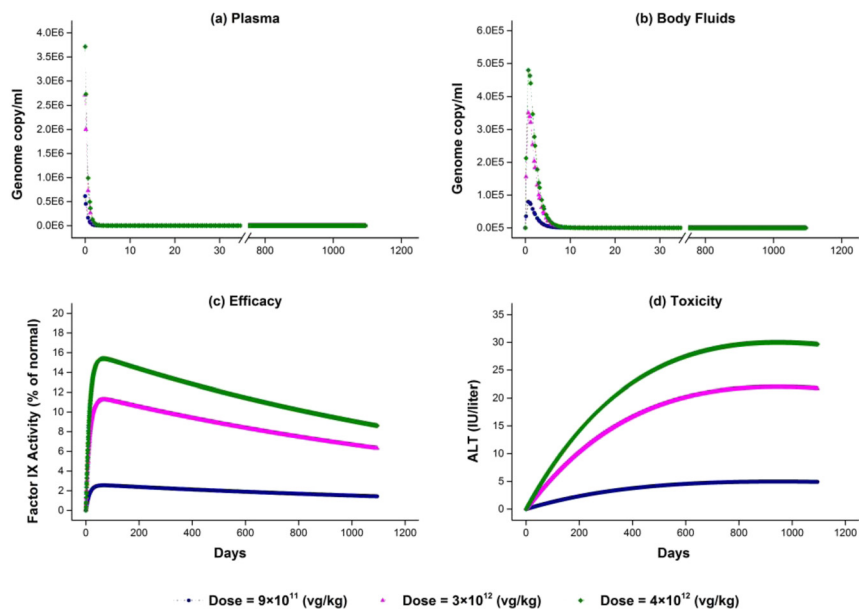 (a) Plasma
Genome copy/ml
4.0E6
3.5E6
3.0E6
2.5E6
2.0E6
1.5E6
1.0E6
5.0E5
0.0E6
0 10 20 30 800 1000 1200
(b) Body Fluids
Genome copy/ml
6.0E5
5.0E5
4.0E5
3.0E5
2.0E5
1.0E5
0.0E5
0 10 20 30 800 1000 1200
(c) Efficacy
Factor IX Activity (% of normal)
20
18
16
14
12
10
8
6
4
2
0
0 200 400 600 800 1000 1200
Days
(d) Toxicity
ALT (IU/liter)
35
30
25
20
15
10
5
0
0 200 400 600 800 1000 1200
Days
Dose = 9×10¹¹ (vg/kg) Dose = 3×10¹² (vg/kg) Dose = 4×10¹² (vg/kg)